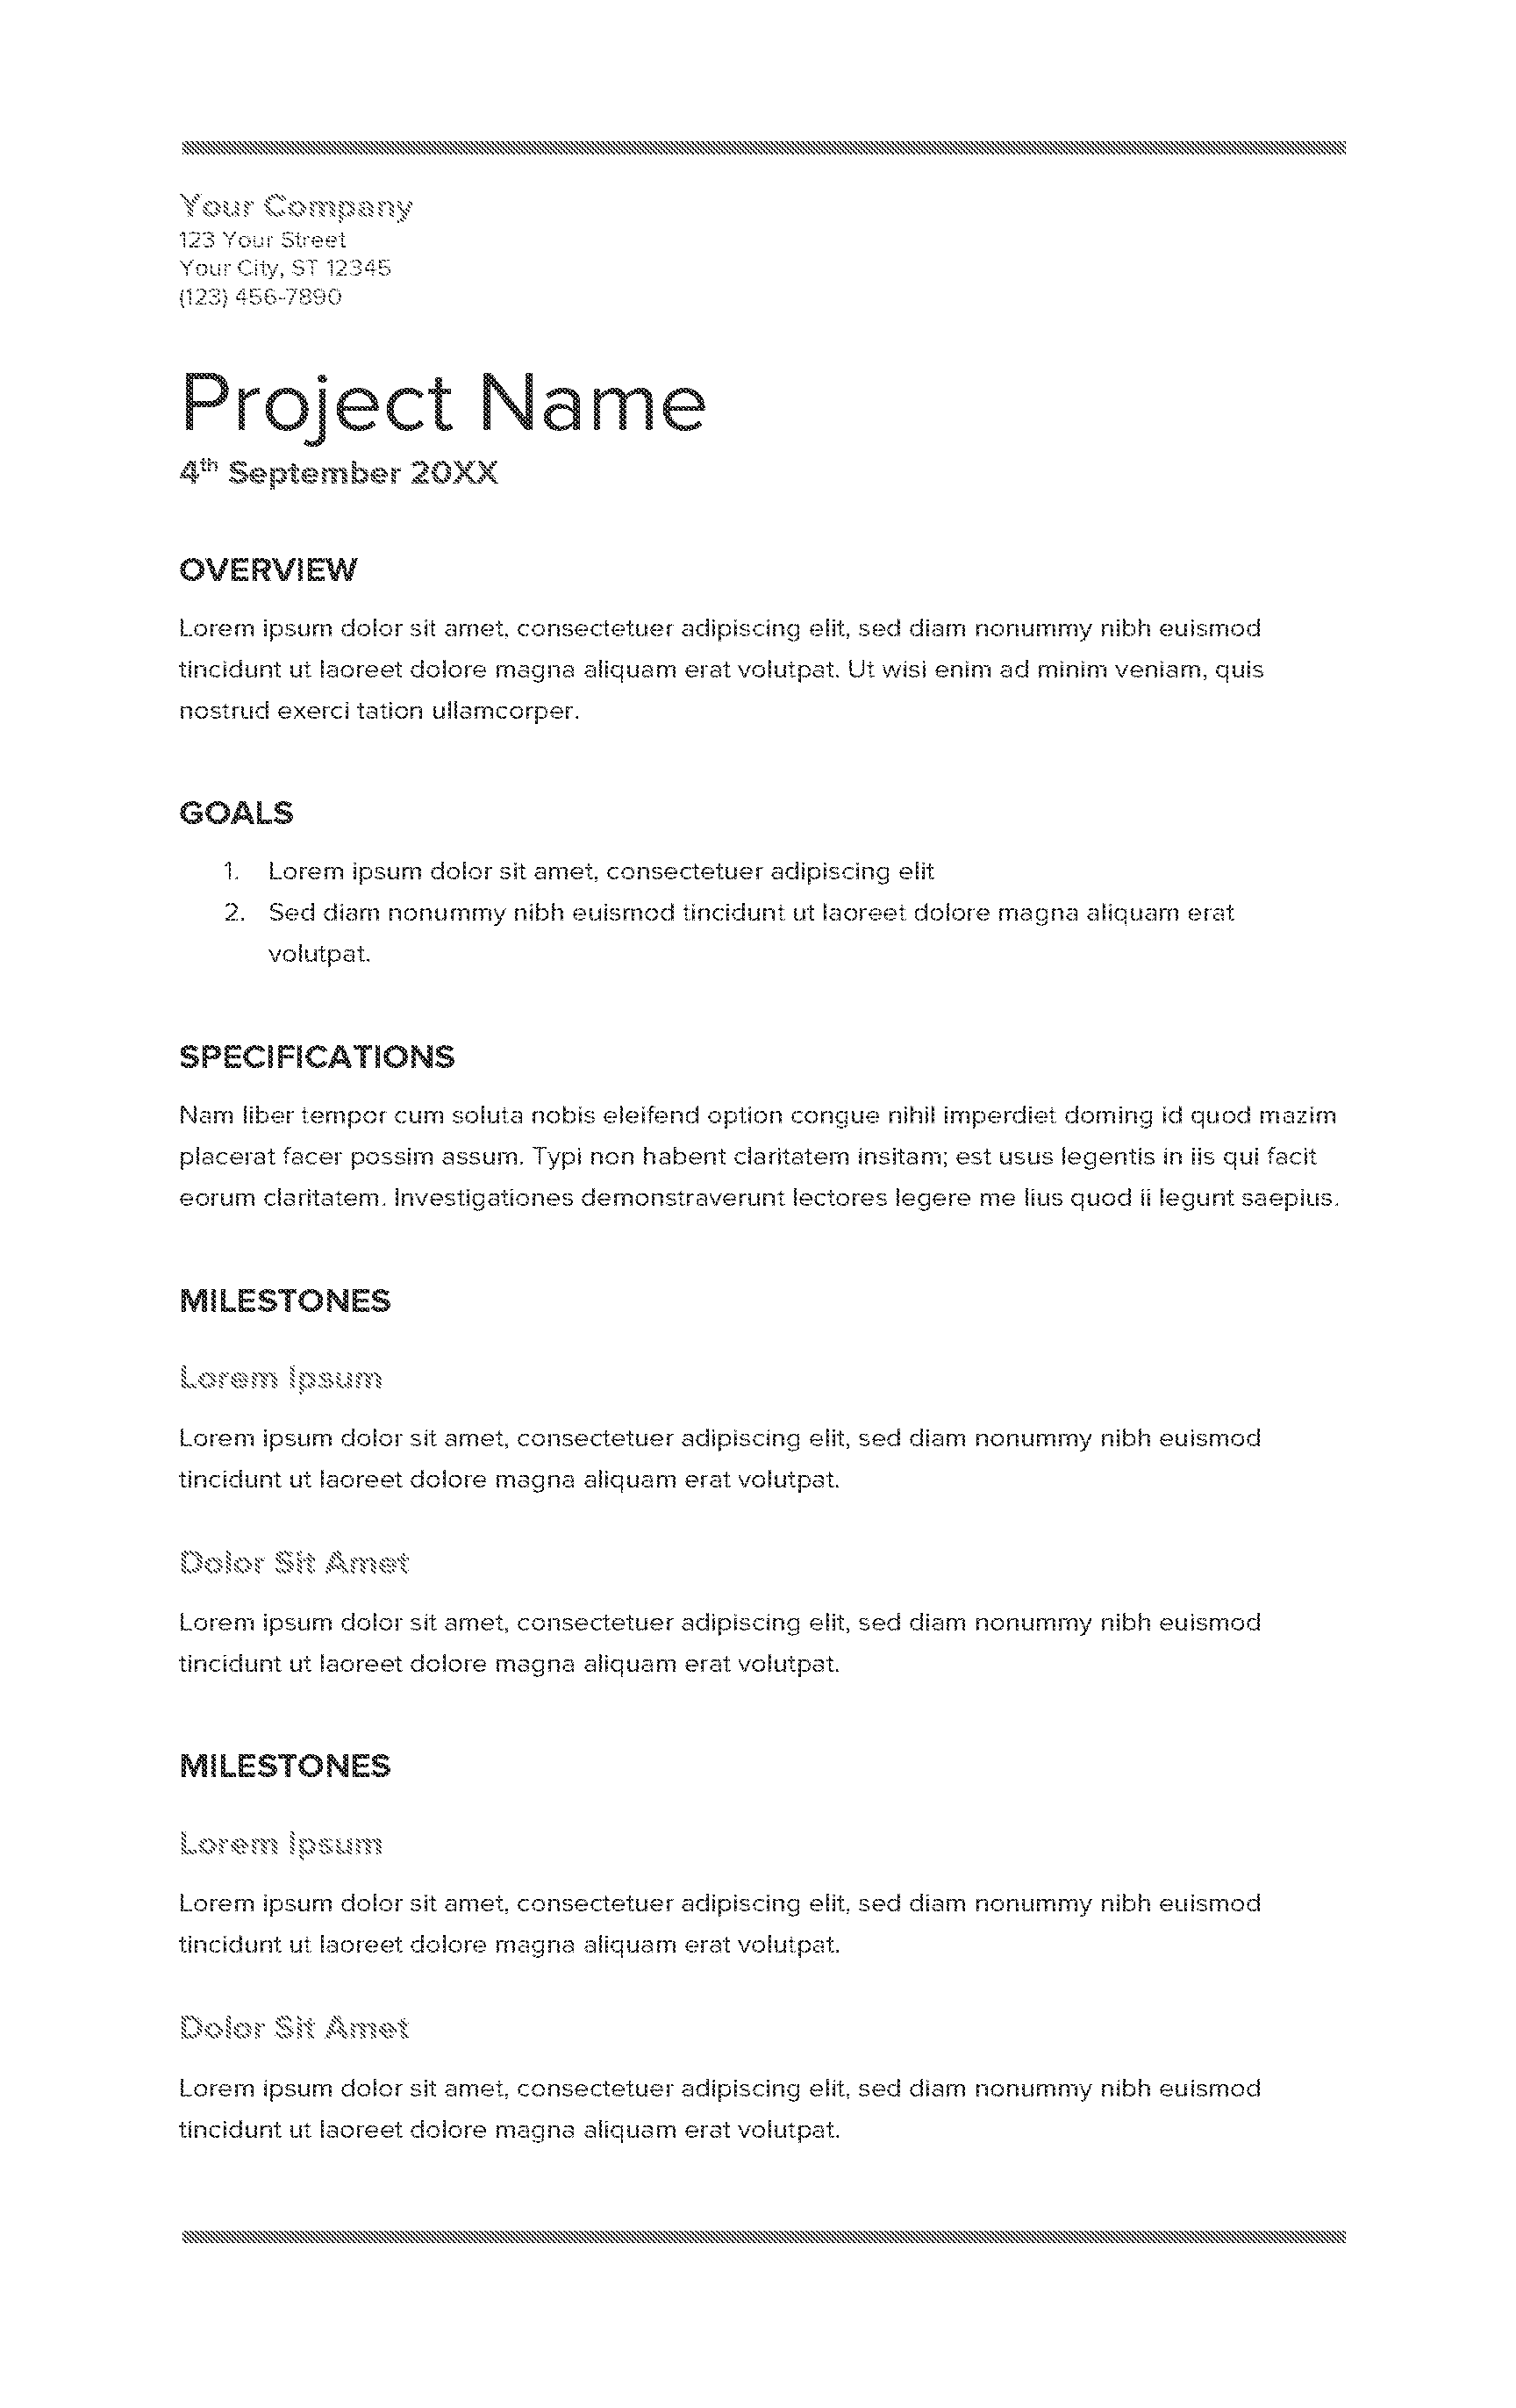 Your Company
123 Your Street
Your City, ST 12345
(123) 456-7890
Project Name
4th September 20XX
OVERVIEW
Lorem ipsum dolor sit amet, consectetuer adipiscing elit, sed diam nonummy nibh euismod
tincidunt ut laoreet dolore magna aliquam erat volutpat. Ut wisi enim ad minim veniam, quis
nostrud exerci tation ullamcorper.
GOALS
1. Lorem ipsum dolor sit amet, consectetuer adipiscing elit
2. Sed diam nonummy nibh euismod tincidunt ut laoreet dolore magna aliquam erat
volutpat.
SPECIFICATIONS
Nam liber tempor cum soluta nobis eleifend option congue nihil imperdiet doming id quod mazim
placerat facer possim assum. Typi non habent claritatem insitam; est usus legentis in iis qui facit
eorum claritatem. Investigationes demonstraverunt lectores legere me lius quod ii legunt saepius.
MILESTONES
Lorem Ipsum
Lorem ipsum dolor sit amet, consectetuer adipiscing elit, sed diam nonummy nibh euismod
tincidunt ut laoreet dolore magna aliquam erat volutpat.
Dolor Sit Amet
Lorem ipsum dolor sit amet, consectetuer adipiscing elit, sed diam nonummy nibh euismod
tincidunt ut laoreet dolore magna aliquam erat volutpat.
MILESTONES
Lorem Ipsum
Lorem ipsum dolor sit amet, consectetuer adipiscing elit, sed diam nonummy nibh euismod
tincidunt ut laoreet dolore magna aliquam erat volutpat.
Dolor Sit Amet
Lorem ipsum dolor sit amet, consectetuer adipiscing elit, sed diam nonummy nibh euismod
tincidunt ut laoreet dolore magna aliquam erat volutpat.